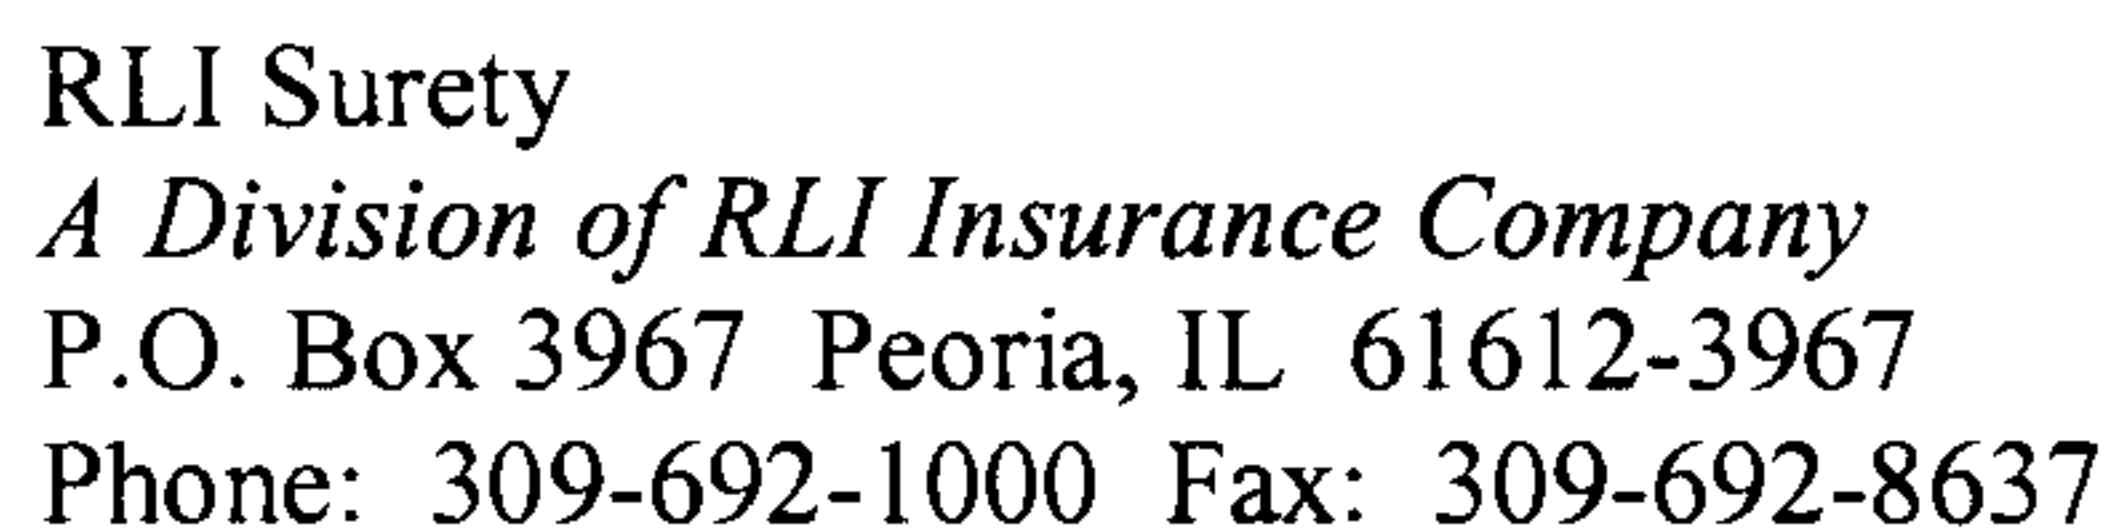 RLI Surety
A Division of RLI Insurance Company
P.O. Box 3967 Peoria, IL 61612-3967
Phone: 309-692-1000 Fax: 309-692-8637